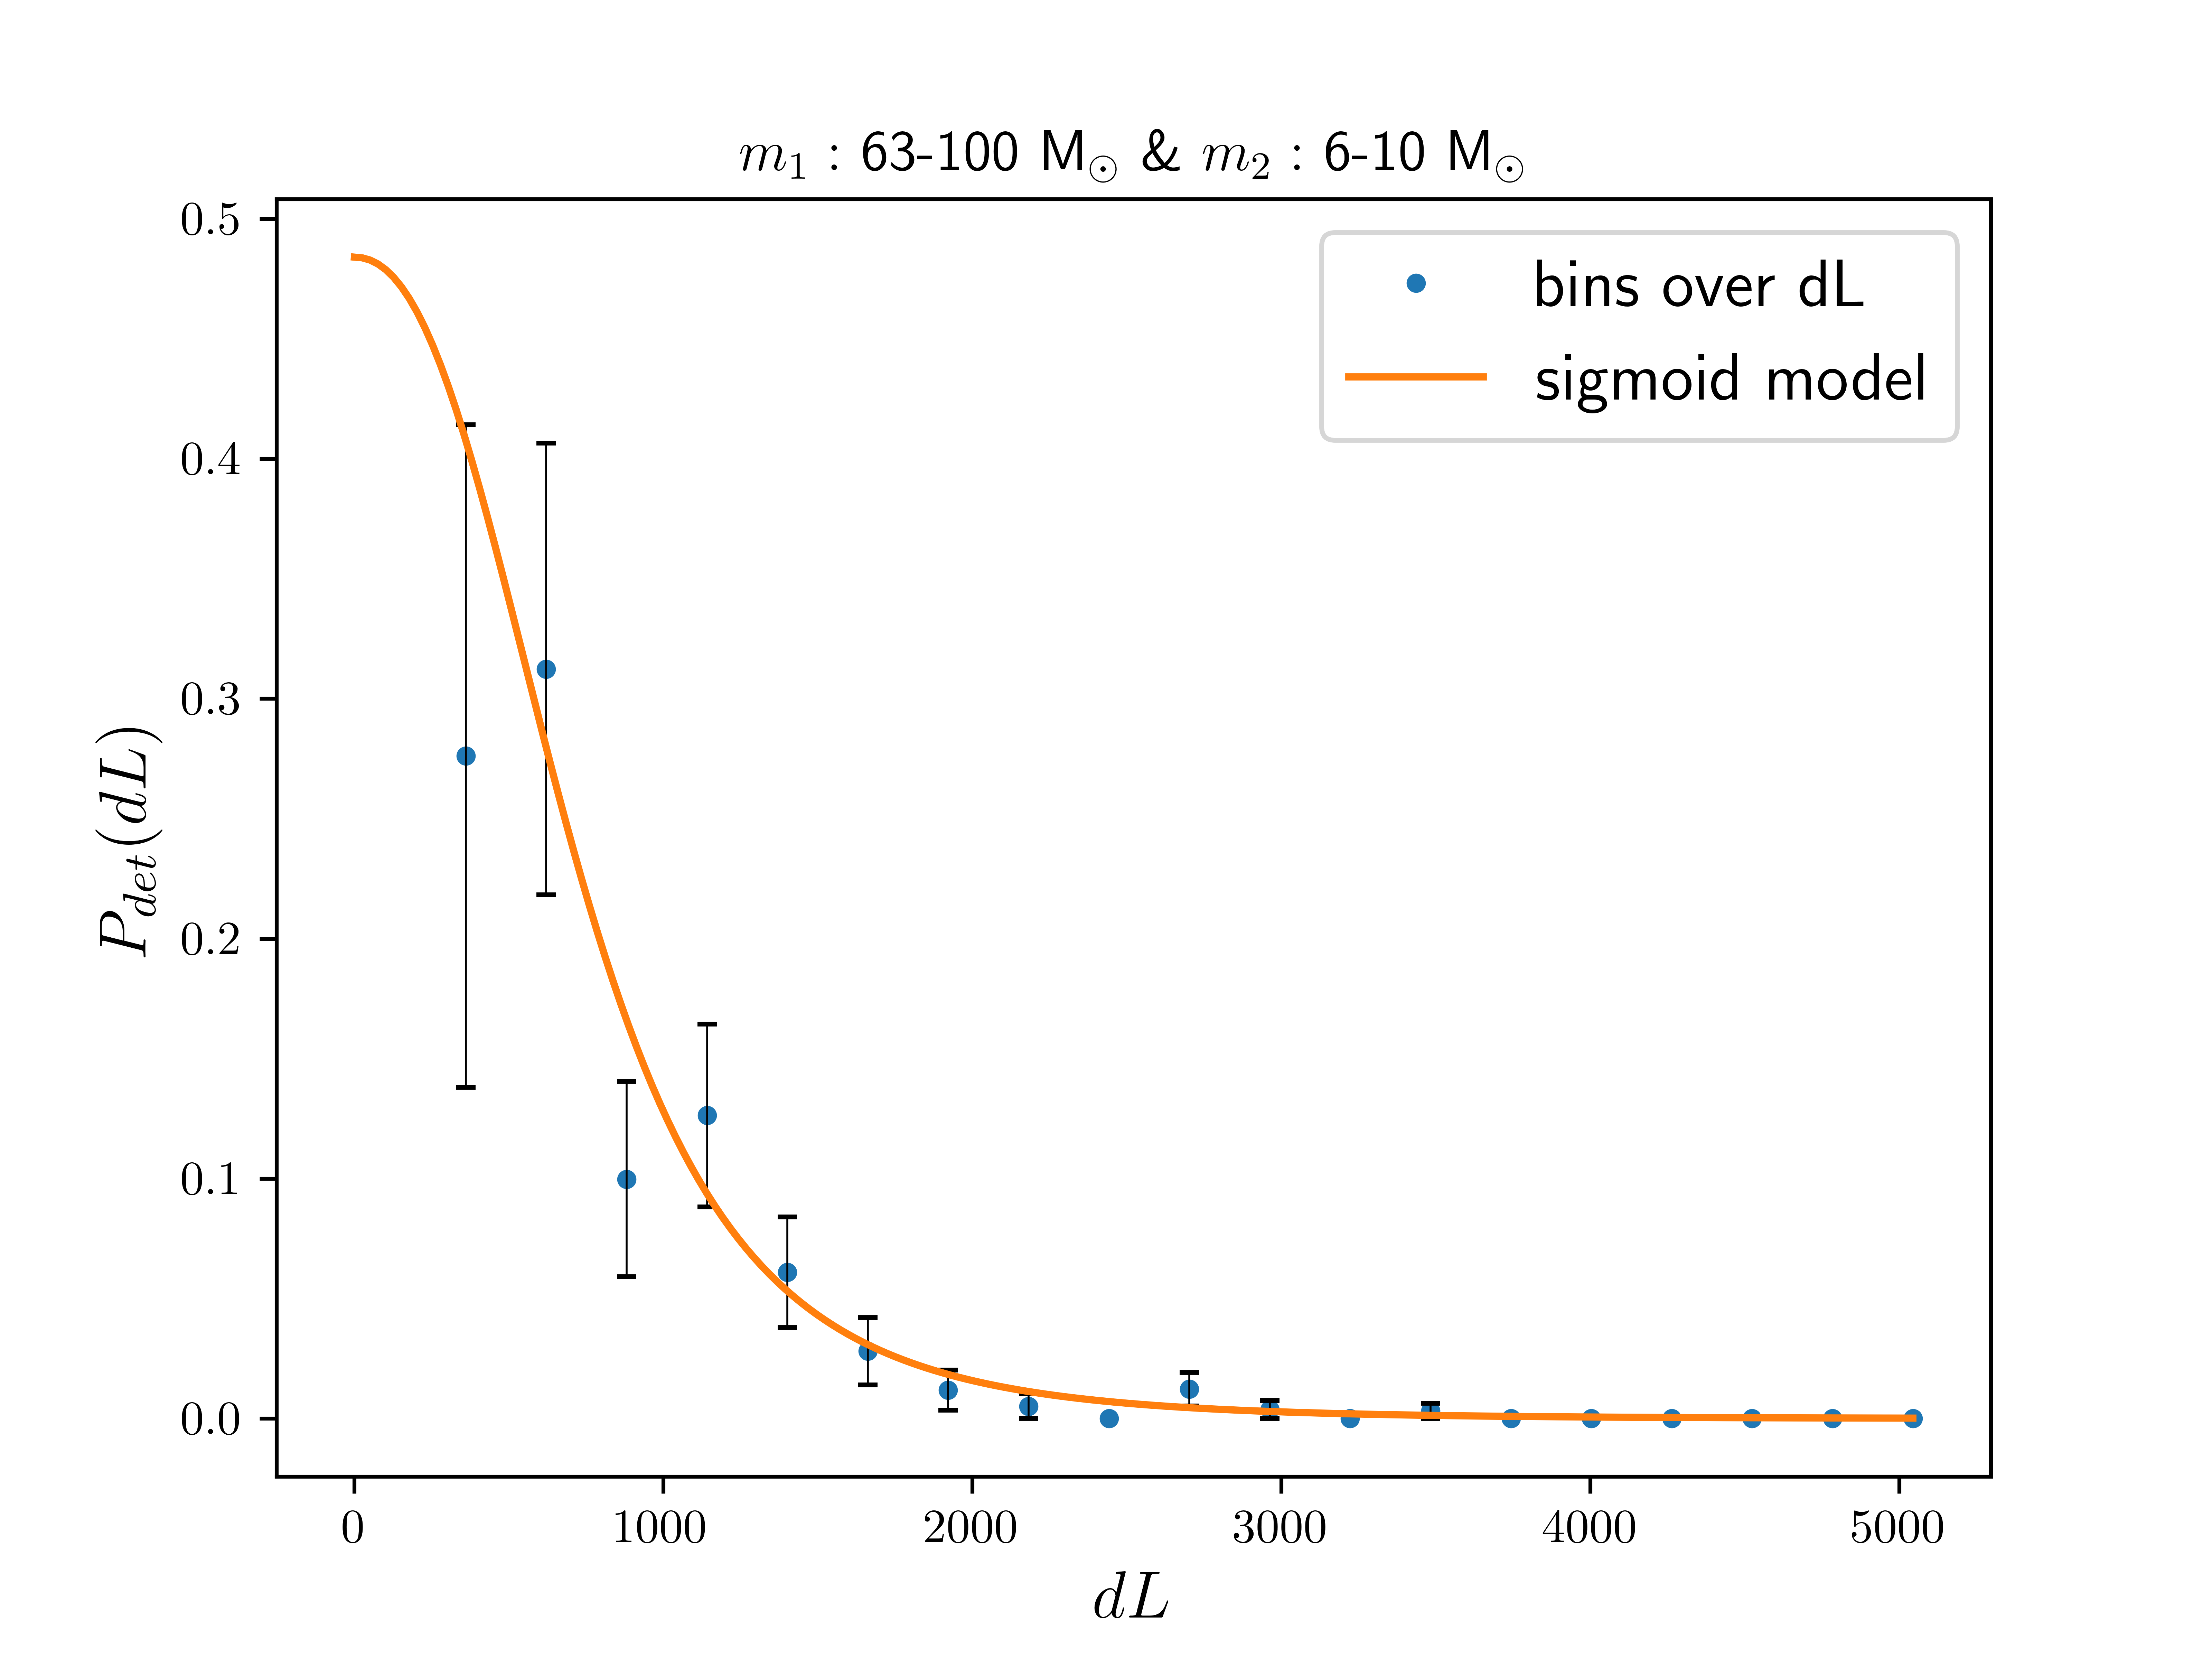 m₁ : 63-100 M⊙ & m₂ : 6-10 M⊙
bins over dL
sigmoid model
P_det(dL)
0.5
0.4
0.3
0.2
0.1
0.0
0 1000 2000 3000 4000 5000
dL